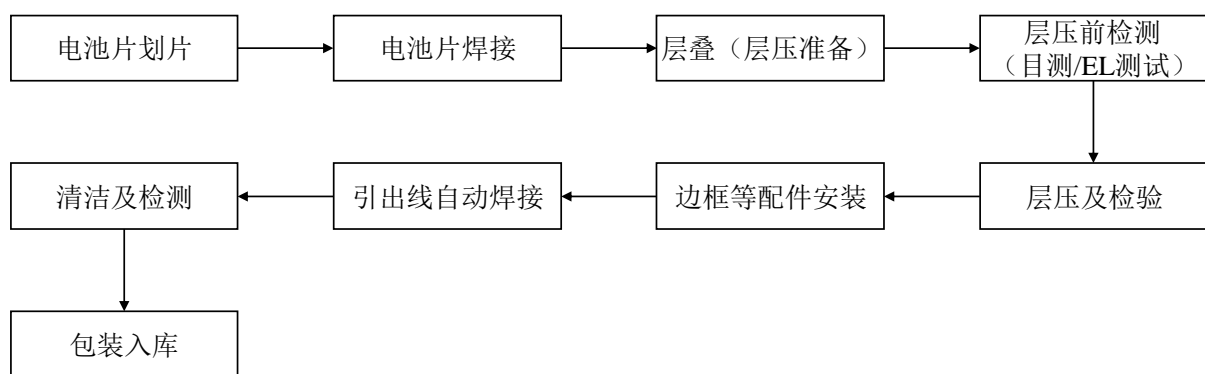 电池片划片
电池片焊接
层叠（层压准备）
层压前检测
（目测/EL测试）
层压及检验
边框等配件安装
引出线自动焊接
清洁及检测
包装入库